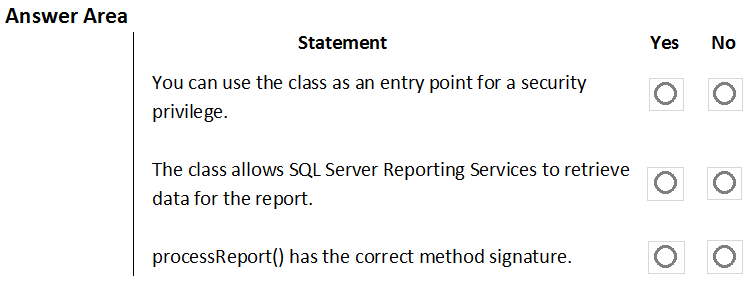 Answer Area
Statement Yes No
You can use the class as an entry point for a security
privilege.
The class allows SQL Server Reporting Services to retrieve
data for the report.
processReport() has the correct method signature.